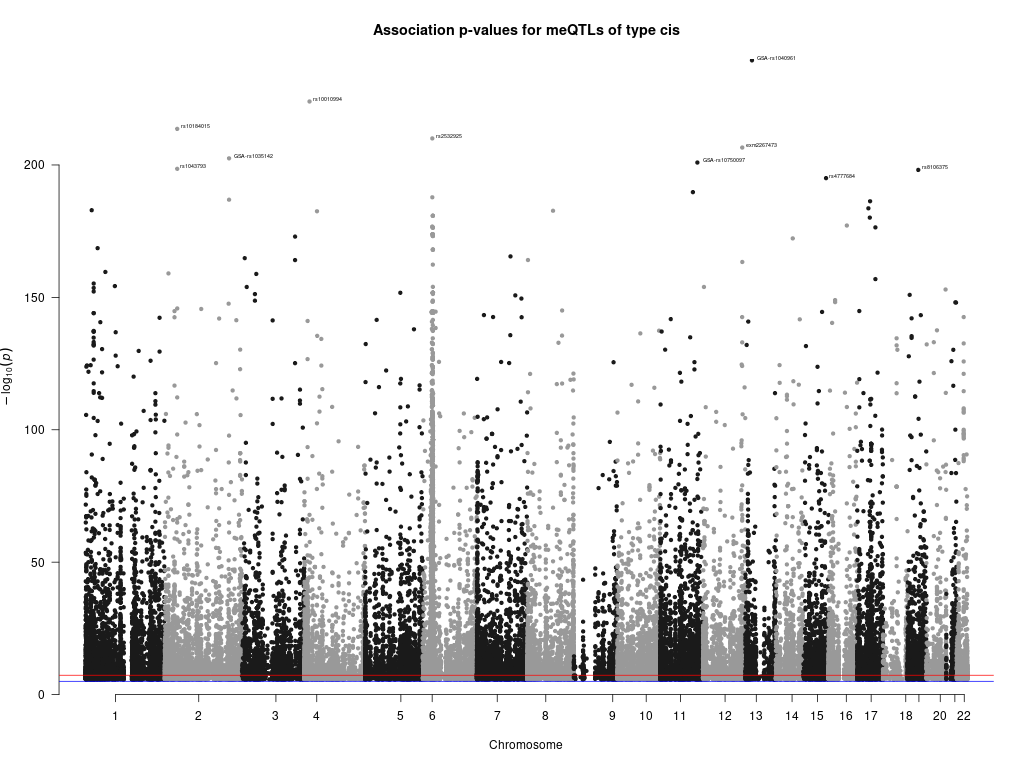 Association p-values for meQTLs of type cis
GSA-rs1040961
rs10010994
rs10184015
rs2532925
exm2267473
GSA-rs1035142
GSA-rs10750097
rs1043793
rs8106375
rs4777684
200
150
100
50
0
− log10(p)
1 2 3 4 5 6 7 8 9 10 11 12 13 14 15 16 17 18 20 22
Chromosome